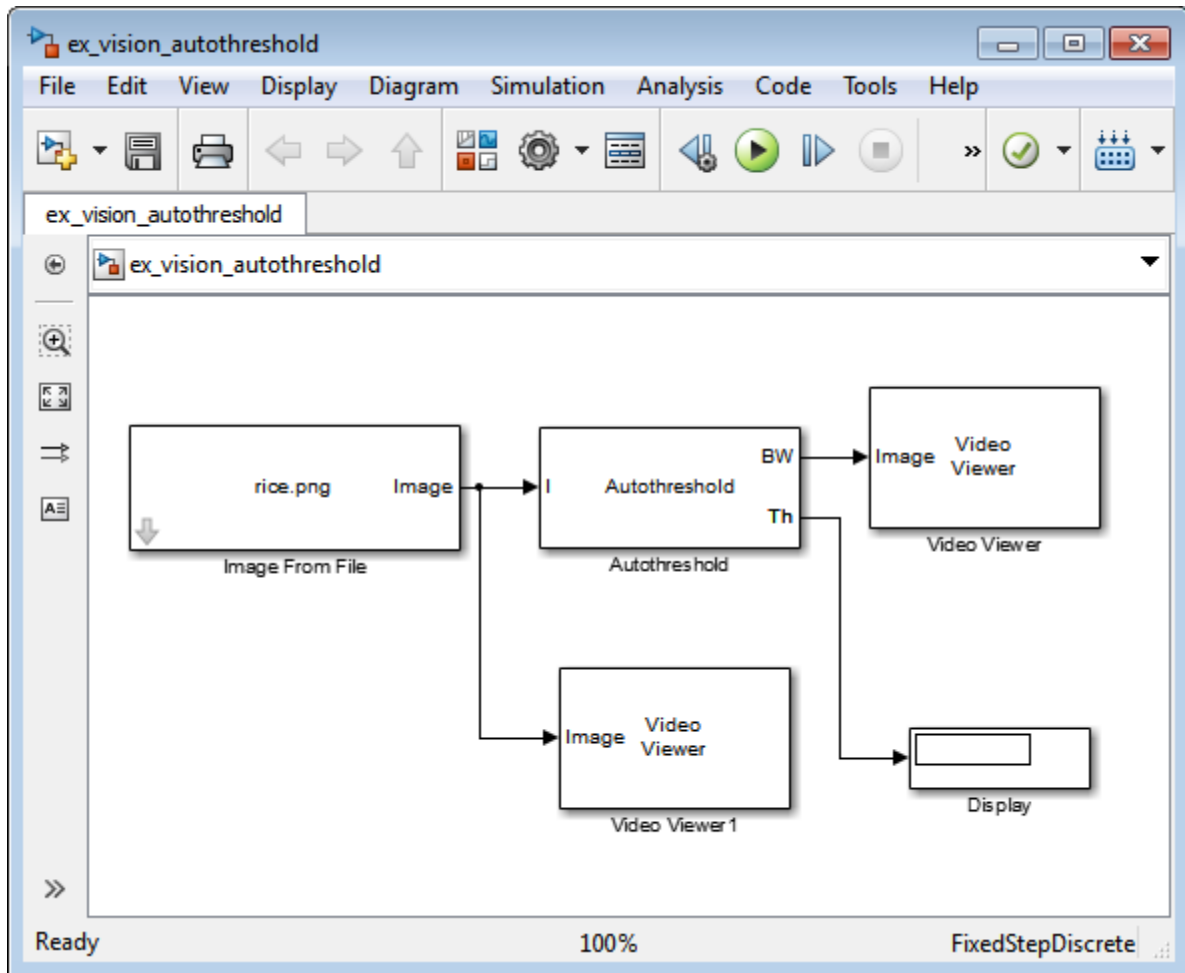 ex_vision_autothreshold
File Edit View Display Diagram Simulation Analysis Code Tools Help
»
ex_vision_autothreshold
ex_vision_autothreshold
rice.png Image
Image From File
I Autothreshold BW
Th
Autothreshold
Image Video
Viewer
Video Viewer
Image Video
Viewer
Video Viewer1
Display
Ready 100% FixedStepDiscrete